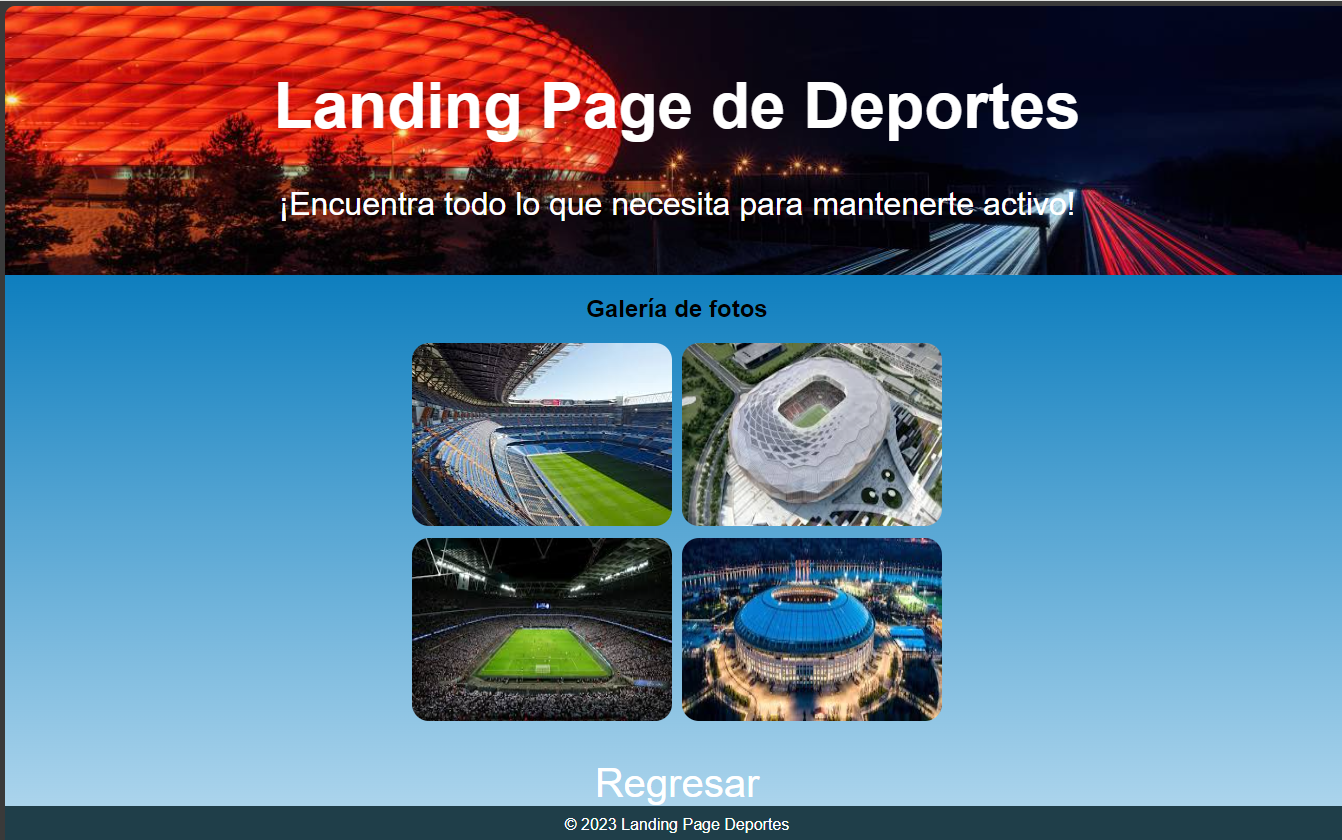 Landing Page de Deportes
¡Encuentra todo lo que necesita para mantenerte activo!
Galería de fotos
Regresar
© 2023 Landing Page Deportes